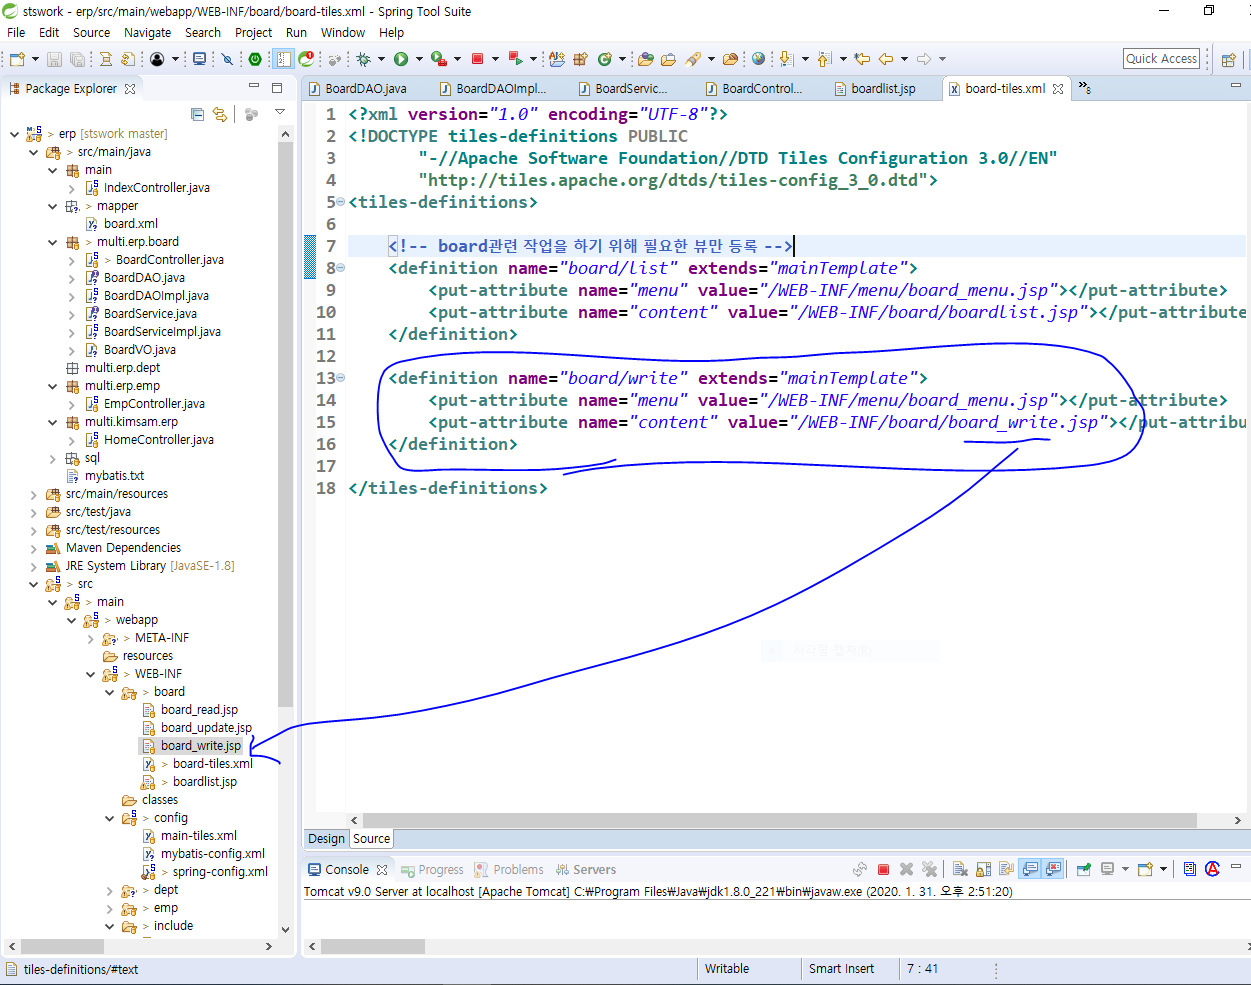 stswork - erp/src/main/webapp/WEB-INF/board/board-tiles.xml - Spring Tool Suite
File Edit Source Navigate Search Project Run Window Help
Quick Access
Package Explorer
erp [stswork master]
src/main/java
main
IndexController.java
mapper
board.xml
multi.erp.board
BoardController.java
BoardDAO.java
BoardDAOImpl.java
BoardService.java
BoardServiceImpl.java
BoardVO.java
multi.erp.dept
multi.erp.emp
EmpController.java
multi.kimsam.erp
HomeController.java
sql
mybatis.txt
src/main/resources
src/test/java
src/test/resources
Maven Dependencies
JRE System Library [JavaSE-1.8]
src
main
webapp
META-INF
resources
WEB-INF
board
board_read.jsp
board_update.jsp
board_write.jsp
board-tiles.xml
boardlist.jsp
classes
config
main-tiles.xml
mybatis-config.xml
spring-config.xml
dept
emp
include
BoardDAO.java BoardDAOImpl... BoardServic... BoardControl... boardlist.jsp board-tiles.xml »8
1 <?xml version="1.0" encoding="UTF-8"?>
2 <!DOCTYPE tiles-definitions PUBLIC
3 "-//Apache Software Foundation//DTD Tiles Configuration 3.0//EN"
4 "http://tiles.apache.org/dtds/tiles-config_3_0.dtd">
5 <tiles-definitions>
6
7 <!-- board관련 작업을 하기 위해 필요한 뷰만 등록 -->
8 <definition name="board/list" extends="mainTemplate">
9 <put-attribute name="menu" value="/WEB-INF/menu/board_menu.jsp"></put-attribute>
10 <put-attribute name="content" value="/WEB-INF/board/boardlist.jsp"></put-attribute
11 </definition>
12
13 <definition name="board/write" extends="mainTemplate">
14 <put-attribute name="menu" value="/WEB-INF/menu/board_menu.jsp"></put-attribute>
15 <put-attribute name="content" value="/WEB-INF/board/board_write.jsp"></put-attribu
16 </definition>
17
18 </tiles-definitions>
Design Source
Console Progress Problems Servers
Tomcat v9.0 Server at localhost [Apache Tomcat] C:₩Program Files₩Java₩jdk1.8.0_221₩bin₩javaw.exe (2020. 1. 31. 오후 2:51:20)
tiles-definitions/#text Writable Smart Insert 7 : 41